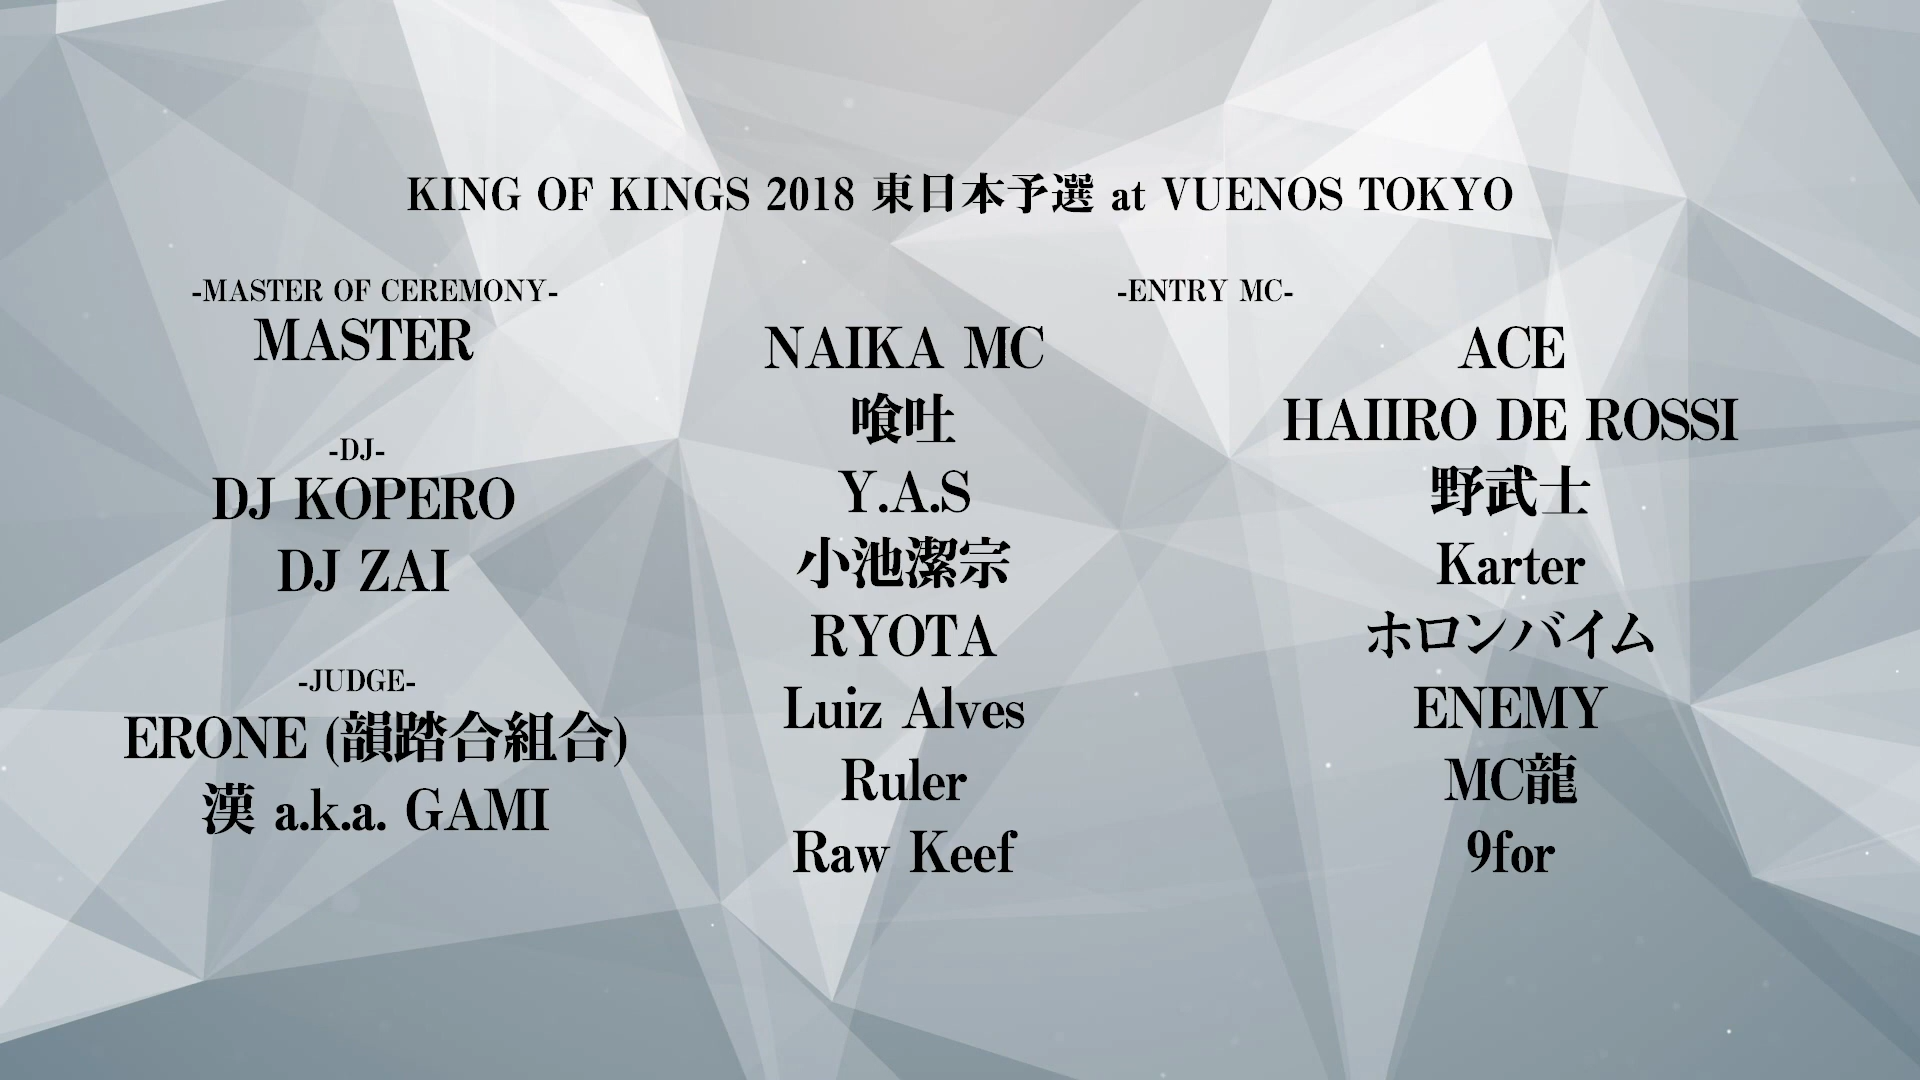 KING OF KINGS 2018 東日本予選 at VUENOS TOKYO
-MASTER OF CEREMONY-
MASTER
-DJ-
DJ KOPERO
DJ ZAI
-JUDGE-
ERONE (韻踏合組合)
漢 a.k.a. GAMI
-ENTRY MC-
NAIKA MC
喰吐
Y.A.S
小池潔宗
RYOTA
Luiz Alves
Ruler
Raw Keef
ACE
HAIIRO DE ROSSI
野武士
Karter
ホロンバイム
ENEMY
MC龍
9for